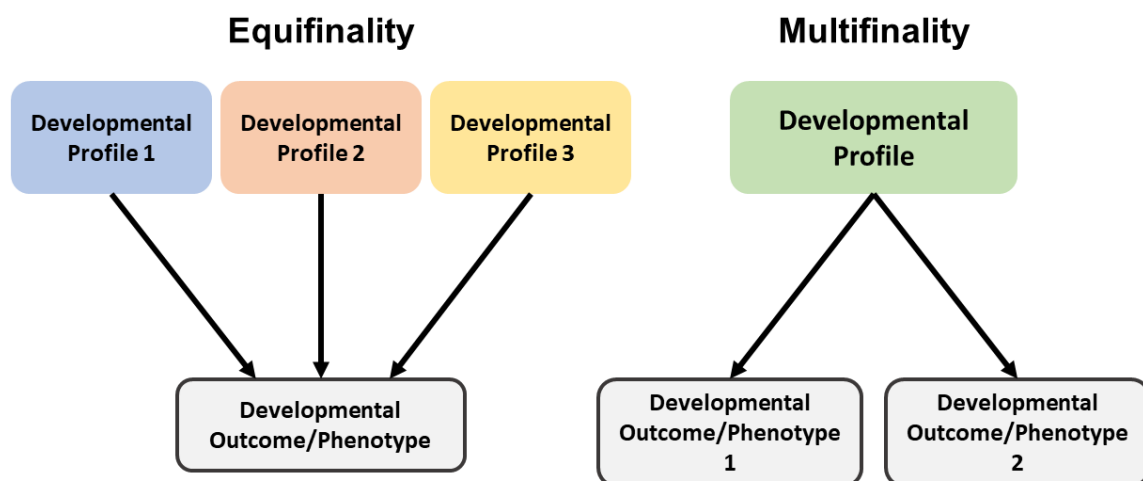 Equifinality
Developmental
Profile 1
Developmental
Profile 2
Developmental
Profile 3
Developmental
Outcome/Phenotype
Multifinality
Developmental
Profile
Developmental
Outcome/Phenotype
1
Developmental
Outcome/Phenotype
2